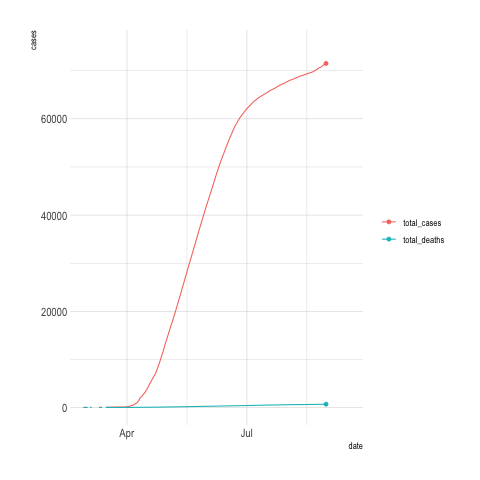 cases
60000
40000
20000
0
Apr
Jul
date
total_cases
total_deaths